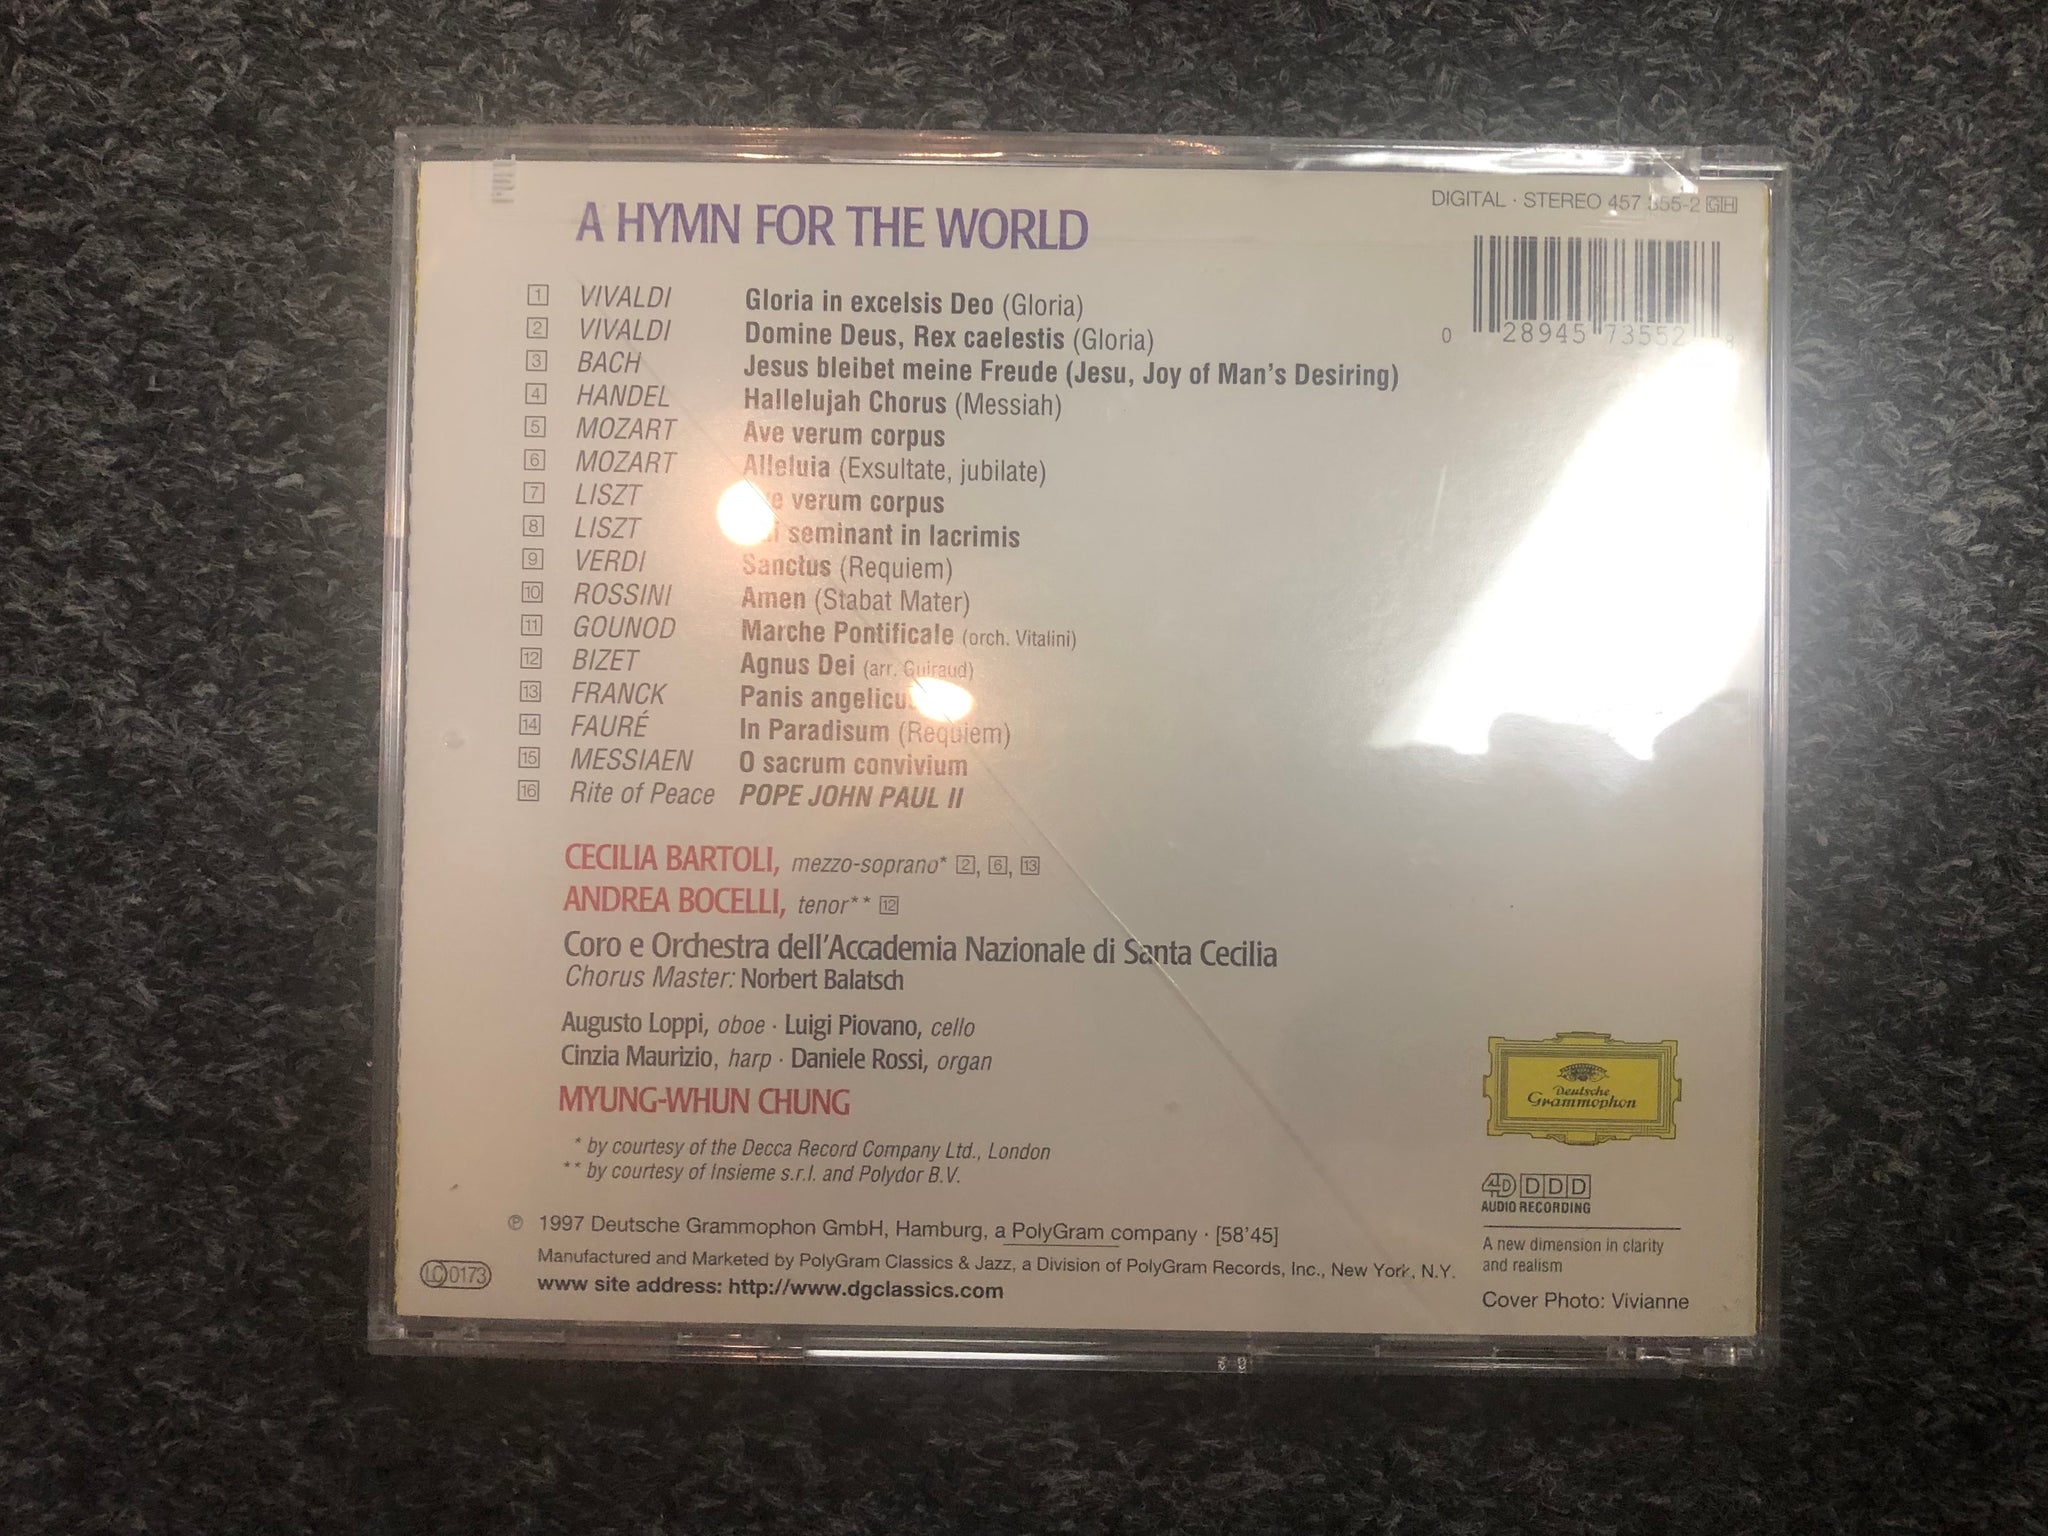 A HYMN FOR THE WORLD
DIGITAL · STEREO 457 355-2 GH
0 28945 73552 8
1 VIVALDI Gloria in excelsis Deo (Gloria)
2 VIVALDI Domine Deus, Rex caelestis (Gloria)
3 BACH Jesus bleibet meine Freude (Jesu, Joy of Man's Desiring)
4 HANDEL Hallelujah Chorus (Messiah)
5 MOZART Ave verum corpus
6 MOZART Alleluia (Exsultate, jubilate)
7 LISZT verum corpus
8 LISZT seminant in lacrimis
9 VERDI Sanctus (Requiem)
10 ROSSINI Amen (Stabat Mater)
11 GOUNOD Marche Pontificale (orch. Vitalini)
12 BIZET Agnus Dei (arr. Guiraud)
13 FRANCK Panis angelicus
14 FAURÉ In Paradisum (Requiem)
15 MESSIAEN O sacrum convivium
16 Rite of Peace POPE JOHN PAUL II
CECILIA BARTOLI, mezzo-soprano* 2, 6, 13
ANDREA BOCELLI, tenor** 12
Coro e Orchestra dell'Accademia Nazionale di Santa Cecilia
Chorus Master: Norbert Balatsch
Augusto Loppi, oboe · Luigi Piovano, cello
Cinzia Maurizio, harp · Daniele Rossi, organ
MYUNG-WHUN CHUNG
* by courtesy of the Decca Record Company Ltd., London
** by courtesy of Insieme s.r.l. and Polydor B.V.
℗ 1997 Deutsche Grammophon GmbH, Hamburg, a PolyGram company · [58'45]
Manufactured and Marketed by PolyGram Classics & Jazz, a Division of PolyGram Records, Inc., New York, N.Y.
LC 0173
www site address: http://www.dgclassics.com
Deutsche
Grammophon
4D DDD
AUDIO RECORDING
A new dimension in clarity
and realism
Cover Photo: Vivianne